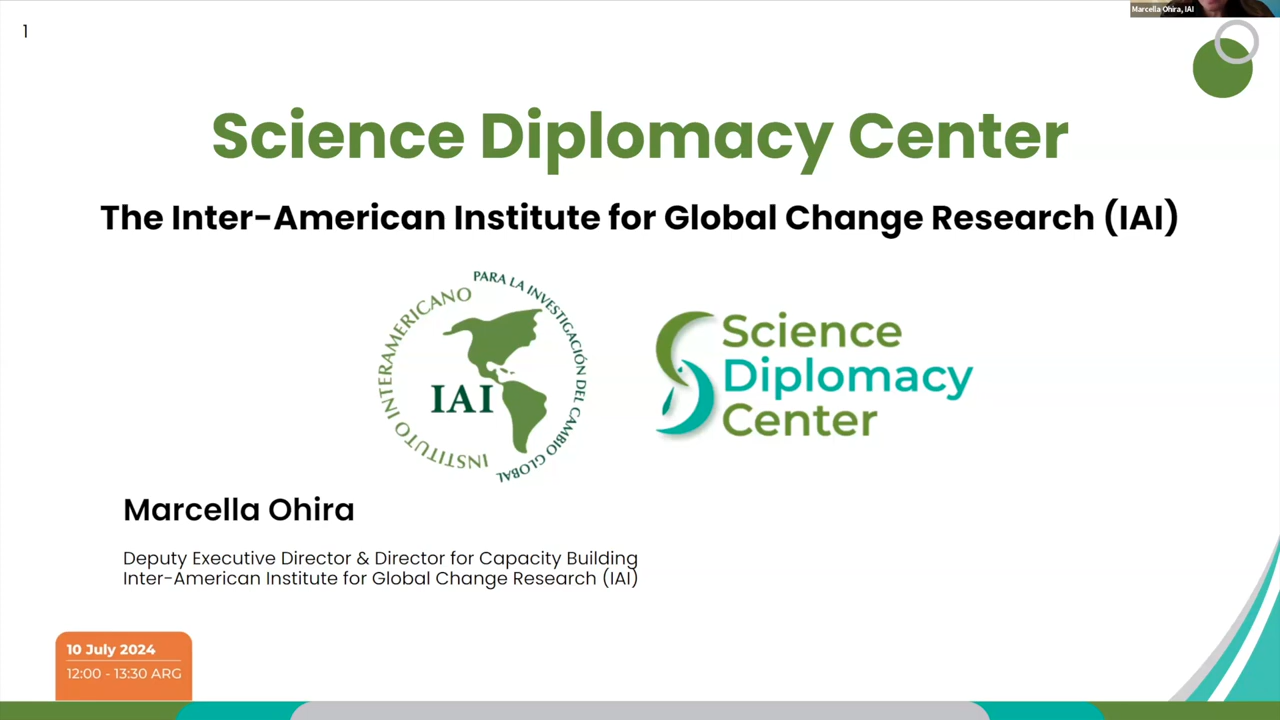 Marcella Ohira, IAI
1
Science Diplomacy Center
The Inter-American Institute for Global Change Research (IAI)
INSTITUTO INTERAMERICANO
PARA LA INVESTIGACIÓN DEL CAMBIO GLOBAL
IAI
Science
Diplomacy
Center
Marcella Ohira
Deputy Executive Director & Director for Capacity Building
Inter-American Institute for Global Change Research (IAI)
10 July 2024
12:00 - 13:30 ARG